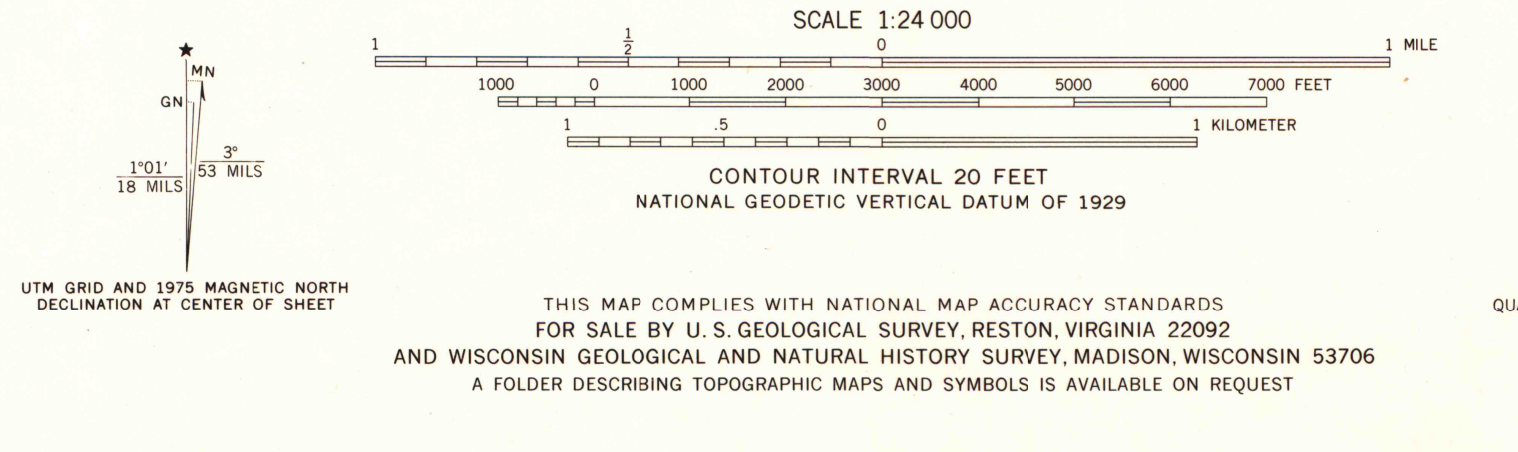 ★
MN
GN
1°01′
18 MILS
3°
53 MILS
UTM GRID AND 1975 MAGNETIC NORTH
DECLINATION AT CENTER OF SHEET
SCALE 1:24 000
1 1/2 0 1 MILE
1000 0 1000 2000 3000 4000 5000 6000 7000 FEET
1 .5 0 1 KILOMETER
CONTOUR INTERVAL 20 FEET
NATIONAL GEODETIC VERTICAL DATUM OF 1929
THIS MAP COMPLIES WITH NATIONAL MAP ACCURACY STANDARDS
FOR SALE BY U. S. GEOLOGICAL SURVEY, RESTON, VIRGINIA 22092
AND WISCONSIN GEOLOGICAL AND NATURAL HISTORY SURVEY, MADISON, WISCONSIN 53706
A FOLDER DESCRIBING TOPOGRAPHIC MAPS AND SYMBOLS IS AVAILABLE ON REQUEST